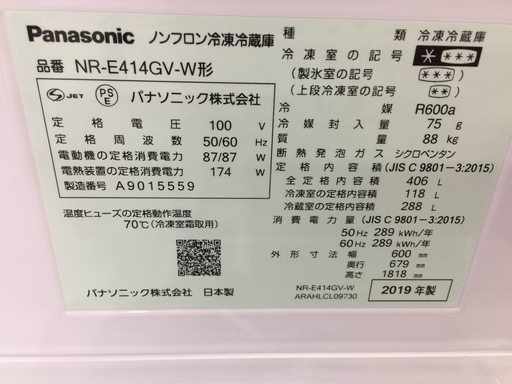 Panasonic ノンフロン冷凍冷蔵庫
品番 NR-E414GV-W形
S JET PSE パナソニック株式会社
定格電圧 100 V
定格周波数 50/60 Hz
電動機の定格消費電力 87/87 W
電熱装置の定格消費電力 174 W
製造番号 A9015559
温度ヒューズの定格動作温度
70℃(冷凍室霜取用)
パナソニック株式会社 日本製
種類 冷凍冷蔵庫
冷凍室の記号 * ***
(製氷室の記号 ***)
(上段冷凍室の記号 **)
冷媒 R600a
冷媒封入量 75 g
質量 88 kg
断熱発泡ガス シクロペンタン
定格内容積 (JIS C 9801-3:2015)
全定格内容積 406 L
冷凍室の定格内容積 118 L
冷蔵室の定格内容積 288 L
消費電力量 (JIS C 9801-3:2015)
50Hz 289 kWh/年
60Hz 289 kWh/年
外形寸法 幅 600 mm
奥行 679 mm
高さ 1818 mm
NR-E414GV-W
ARAHLCL09730
2019年製